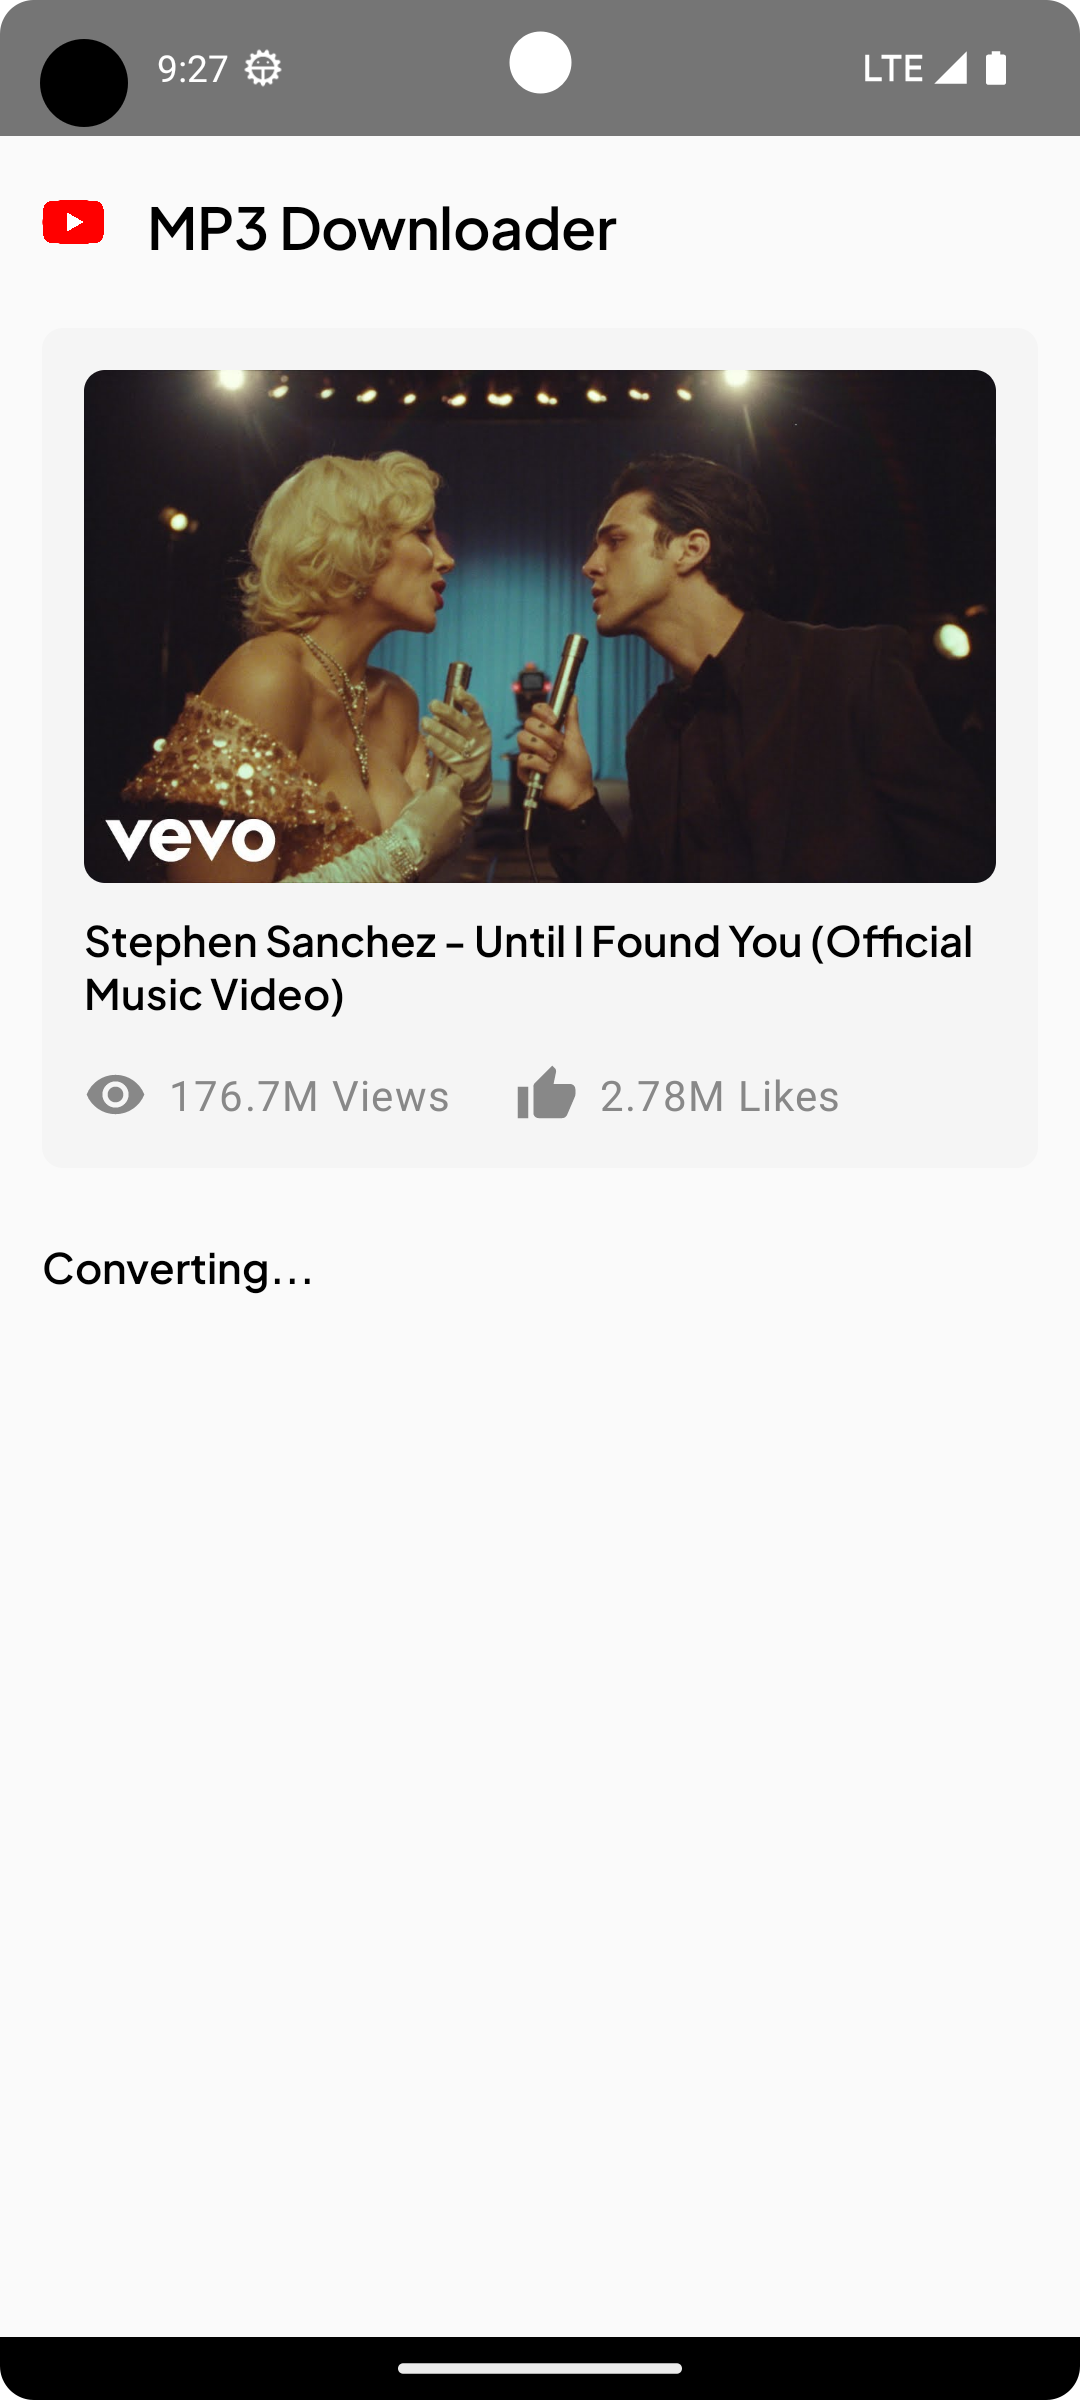 9:27
LTE
MP3 Downloader
vevo
Stephen Sanchez - Until I Found You (Official
Music Video)
176.7M Views
2.78M Likes
Converting...